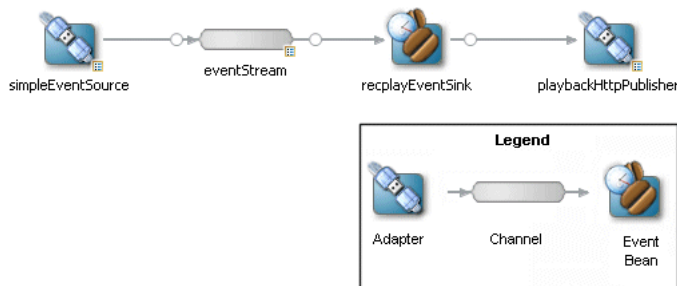 simpleEventSource
eventStream
recplayEventSink
playbackHttpPublisher
Legend
Adapter
Channel
Event
Bean